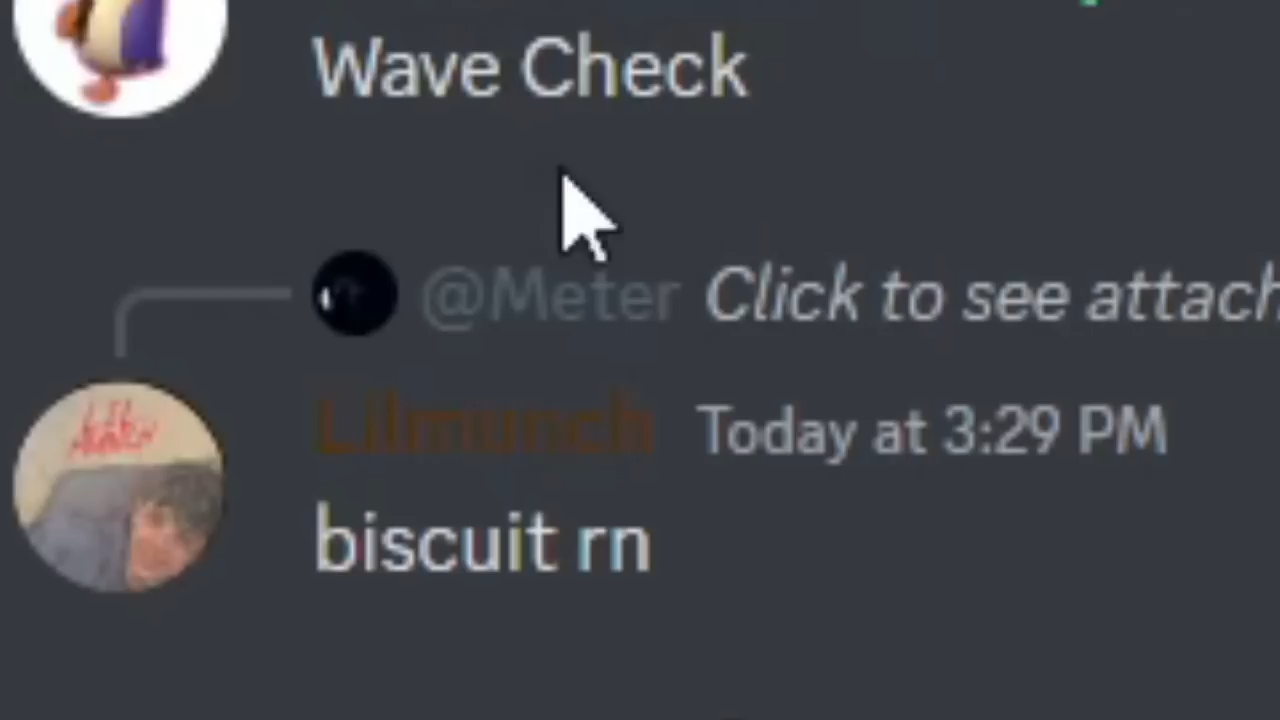 Wave Check
@Meter Click to see attach
Lilmunch Today at 3:29 PM
biscuit rn